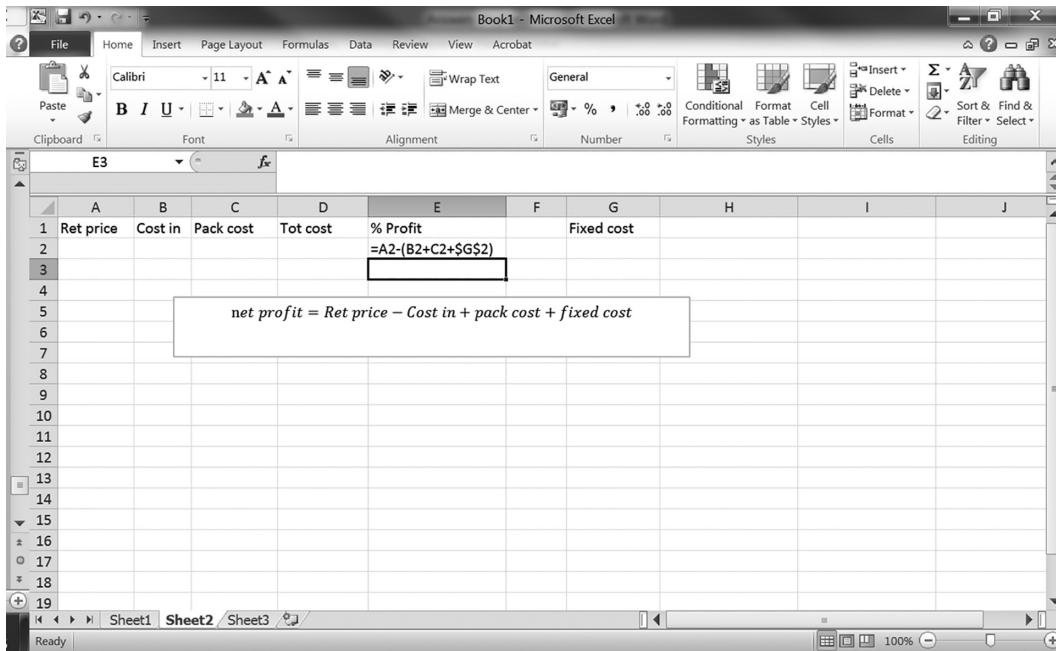 Book1 - Microsoft Excel
File Home Insert Page Layout Formulas Data Review View Acrobat
Calibri 11 A A Wrap Text General Insert Σ
Paste Conditional Format Cell Delete Sort & Find &
B I U A Merge & Center % , .0 .00 .00 .0 Formatting as Table Styles Format Filter Select
Clipboard Font Alignment Number Styles Cells Editing
E3 fx
A B C D E F G H I J
1 Ret price Cost in Pack cost Tot cost % Profit Fixed cost
2 =A2-(B2+C2+$G$2)
3
4
5 net profit = Ret price − Cost in + pack cost + fixed cost
6
7
8
9
10
11
12
13
14
15
16
17
18
19
Sheet1 Sheet2 Sheet3
Ready 100%